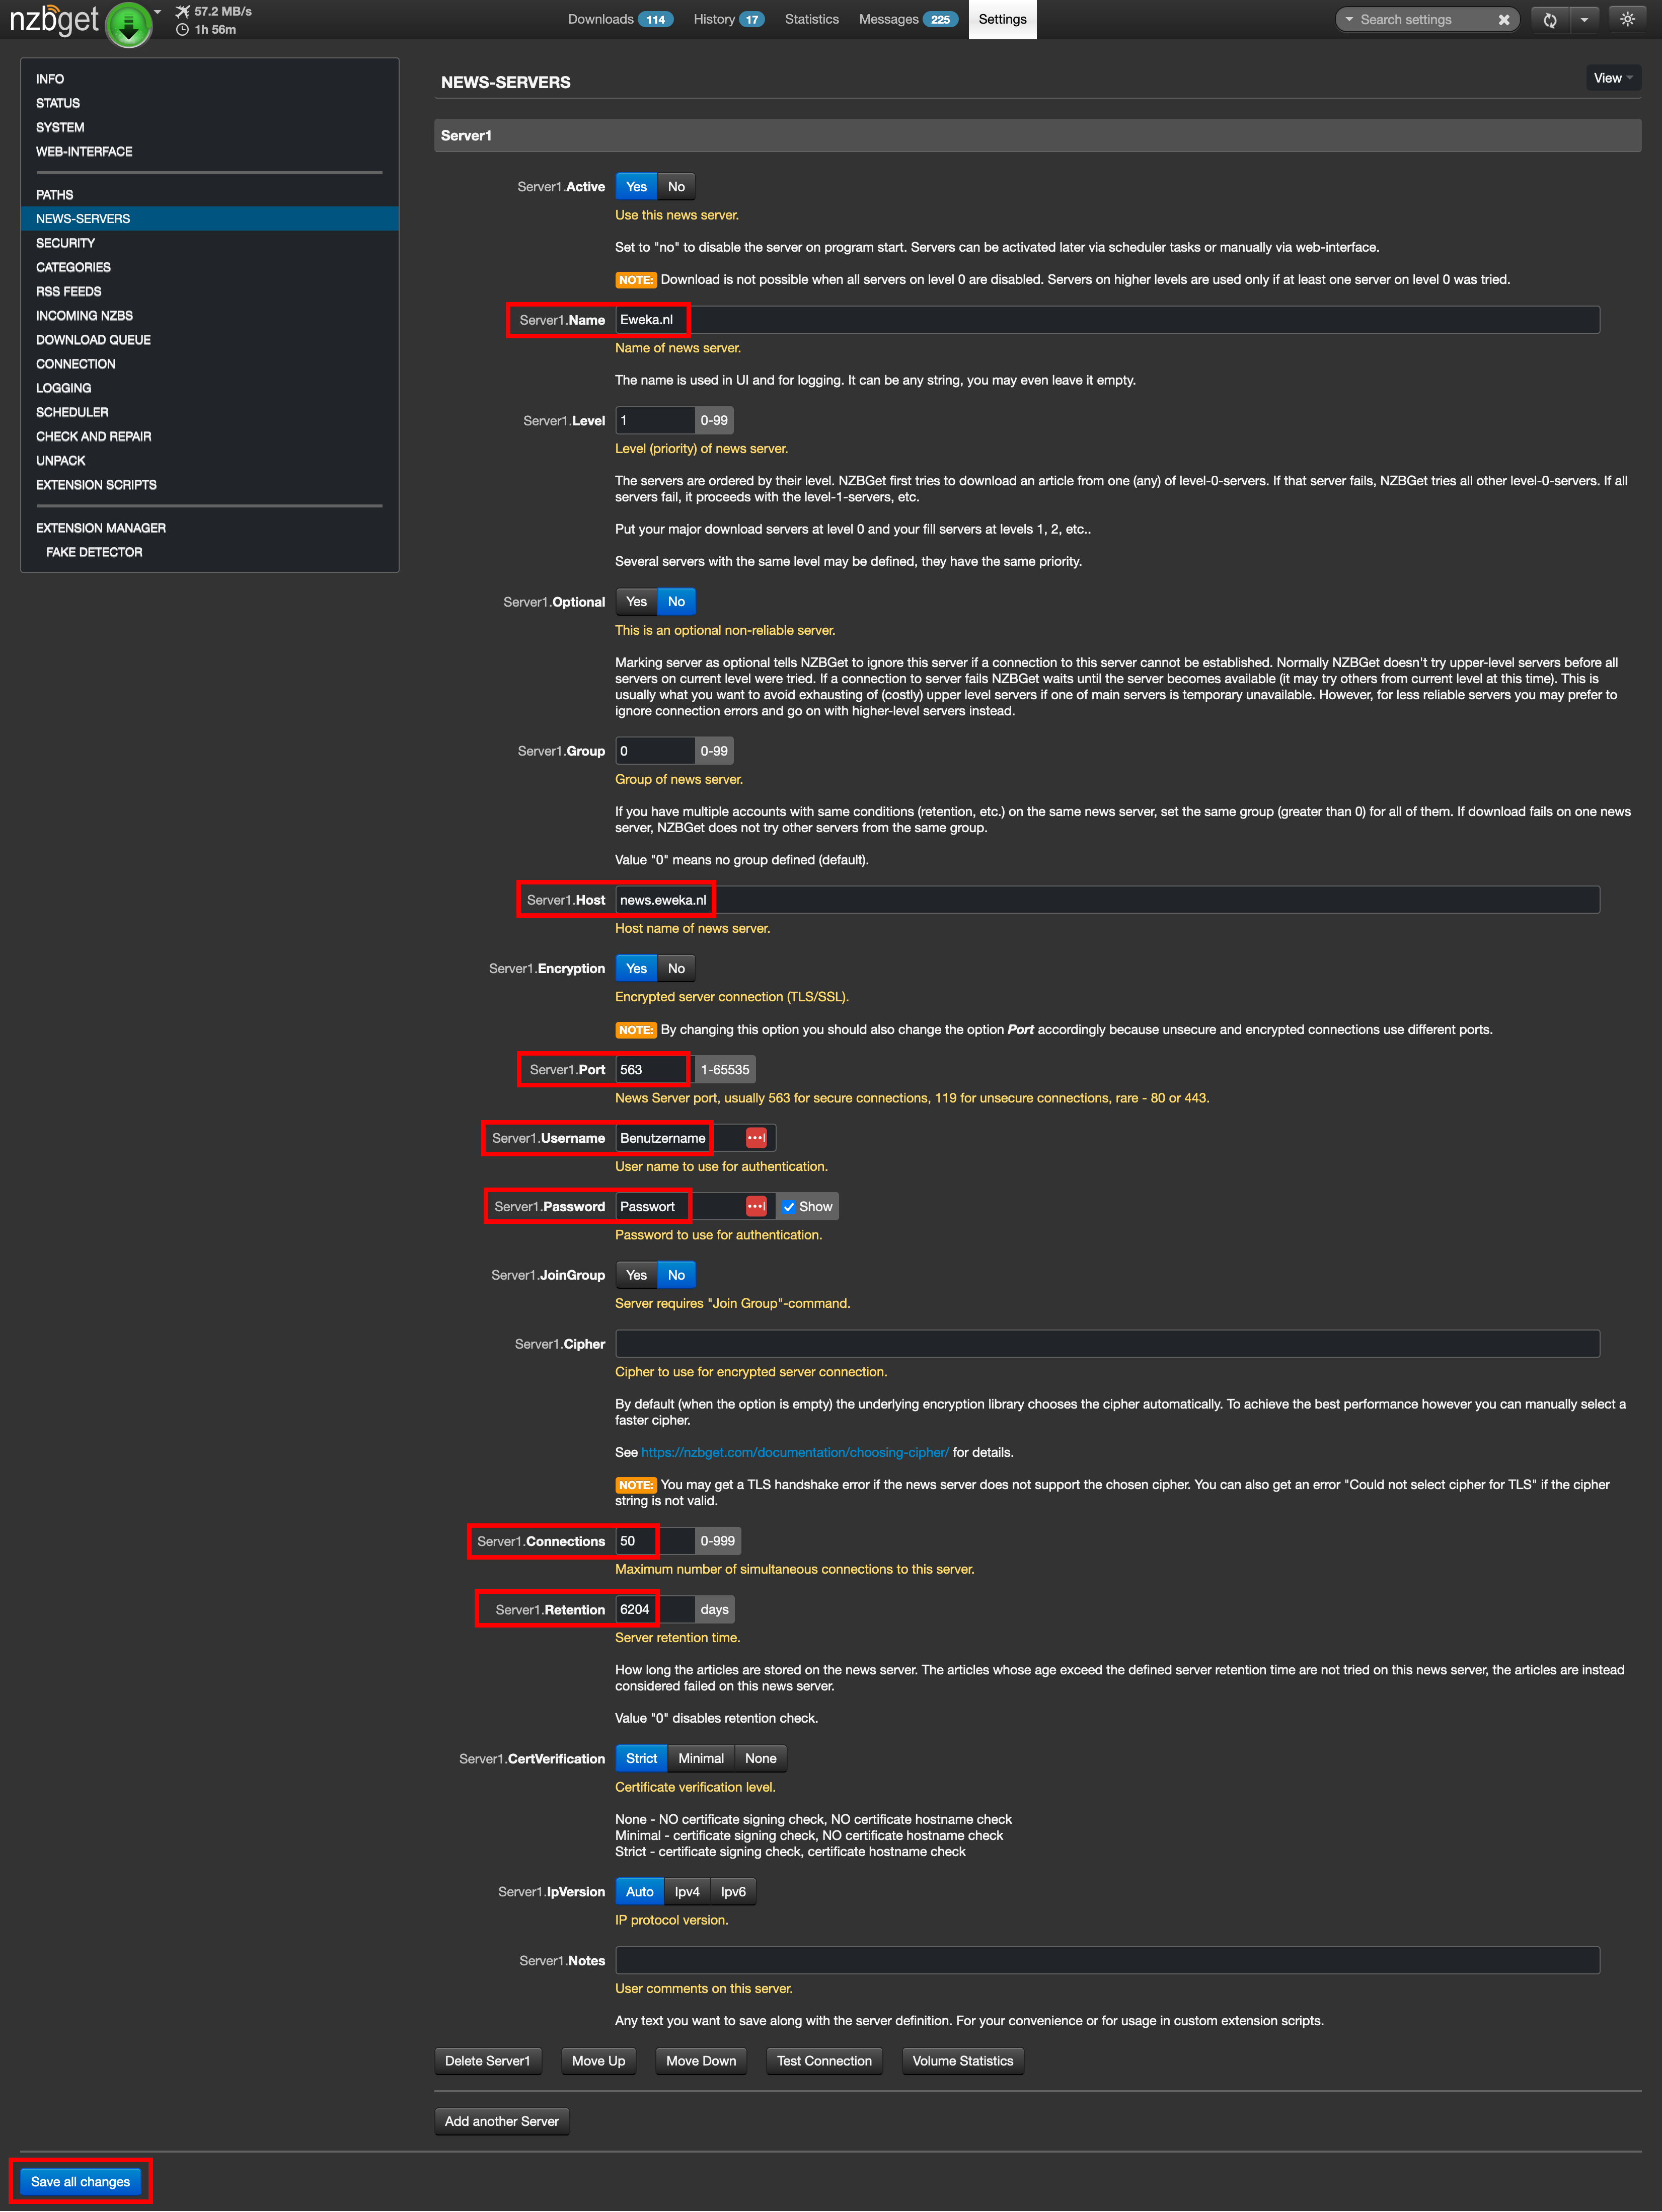 nzbget
57.2 MB/s
1h 56m
Downloads 114
History 17
Statistics
Messages 225
Settings
Search settings
INFO
STATUS
SYSTEM
WEB-INTERFACE
PATHS
NEWS-SERVERS
SECURITY
CATEGORIES
RSS FEEDS
INCOMING NZBS
DOWNLOAD QUEUE
CONNECTION
LOGGING
SCHEDULER
CHECK AND REPAIR
UNPACK
EXTENSION SCRIPTS
EXTENSION MANAGER
FAKE DETECTOR
NEWS-SERVERS
View
Server1
Server1.Active Yes No
Use this news server.
Set to "no" to disable the server on program start. Servers can be activated later via scheduler tasks or manually via web-interface.
NOTE: Download is not possible when all servers on level 0 are disabled. Servers on higher levels are used only if at least one server on level 0 was tried.
Server1.Name Eweka.nl
Name of news server.
The name is used in UI and for logging. It can be any string, you may even leave it empty.
Server1.Level 1 0-99
Level (priority) of news server.
The servers are ordered by their level. NZBGet first tries to download an article from one (any) of level-0-servers. If that server fails, NZBGet tries all other level-0-servers. If all
servers fail, it proceeds with the level-1-servers, etc.
Put your major download servers at level 0 and your fill servers at levels 1, 2, etc..
Several servers with the same level may be defined, they have the same priority.
Server1.Optional Yes No
This is an optional non-reliable server.
Marking server as optional tells NZBGet to ignore this server if a connection to this server cannot be established. Normally NZBGet doesn't try upper-level servers before all
servers on current level were tried. If a connection to server fails NZBGet waits until the server becomes available (it may try others from current level at this time). This is
usually what you want to avoid exhausting of (costly) upper level servers if one of main servers is temporary unavailable. However, for less reliable servers you may prefer to
ignore connection errors and go on with higher-level servers instead.
Server1.Group 0 0-99
Group of news server.
If you have multiple accounts with same conditions (retention, etc.) on the same news server, set the same group (greater than 0) for all of them. If download fails on one news
server, NZBGet does not try other servers from the same group.
Value "0" means no group defined (default).
Server1.Host news.eweka.nl
Host name of news server.
Server1.Encryption Yes No
Encrypted server connection (TLS/SSL).
NOTE: By changing this option you should also change the option Port accordingly because unsecure and encrypted connections use different ports.
Server1.Port 563 1-65535
News Server port, usually 563 for secure connections, 119 for unsecure connections, rare - 80 or 443.
Server1.Username Benutzername
User name to use for authentication.
Server1.Password Passwort Show
Password to use for authentication.
Server1.JoinGroup Yes No
Server requires "Join Group"-command.
Server1.Cipher
Cipher to use for encrypted server connection.
By default (when the option is empty) the underlying encryption library chooses the cipher automatically. To achieve the best performance however you can manually select a
faster cipher.
See https://nzbget.com/documentation/choosing-cipher/ for details.
NOTE: You may get a TLS handshake error if the news server does not support the chosen cipher. You can also get an error "Could not select cipher for TLS" if the cipher
string is not valid.
Server1.Connections 50 0-999
Maximum number of simultaneous connections to this server.
Server1.Retention 6204 days
Server retention time.
How long the articles are stored on the news server. The articles whose age exceed the defined server retention time are not tried on this news server, the articles are instead
considered failed on this news server.
Value "0" disables retention check.
Server1.CertVerification Strict Minimal None
Certificate verification level.
None - NO certificate signing check, NO certificate hostname check
Minimal - certificate signing check, NO certificate hostname check
Strict - certificate signing check, certificate hostname check
Server1.IpVersion Auto Ipv4 Ipv6
IP protocol version.
Server1.Notes
User comments on this server.
Any text you want to save along with the server definition. For your convenience or for usage in custom extension scripts.
Delete Server1 Move Up Move Down Test Connection Volume Statistics
Add another Server
Save all changes